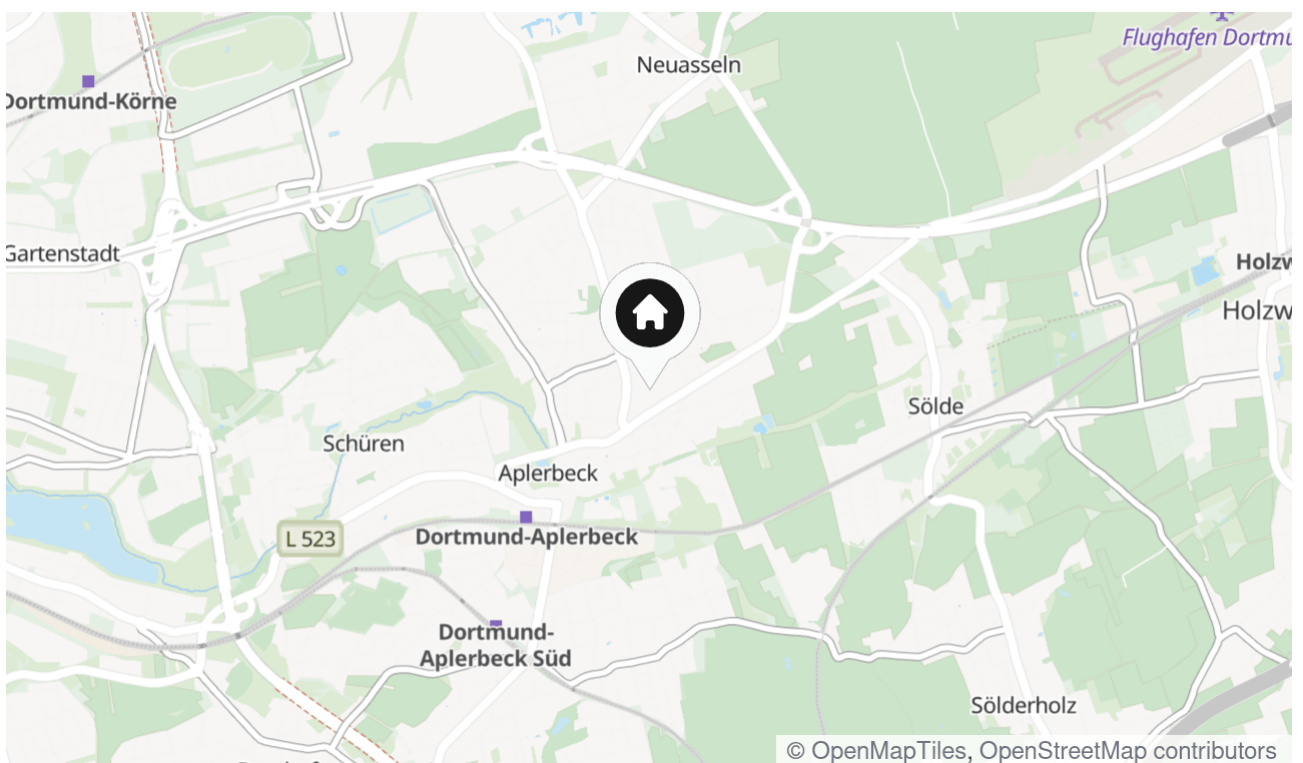 Flughafen Dortmu
Neuasseln
Dortmund-Körne
Gartenstadt
Holzw
Holzw
Sölde
Schüren
Aplerbeck
L 523
Dortmund-Aplerbeck
Dortmund-
Aplerbeck Süd
Sölderholz
© OpenMapTiles, OpenStreetMap contributors